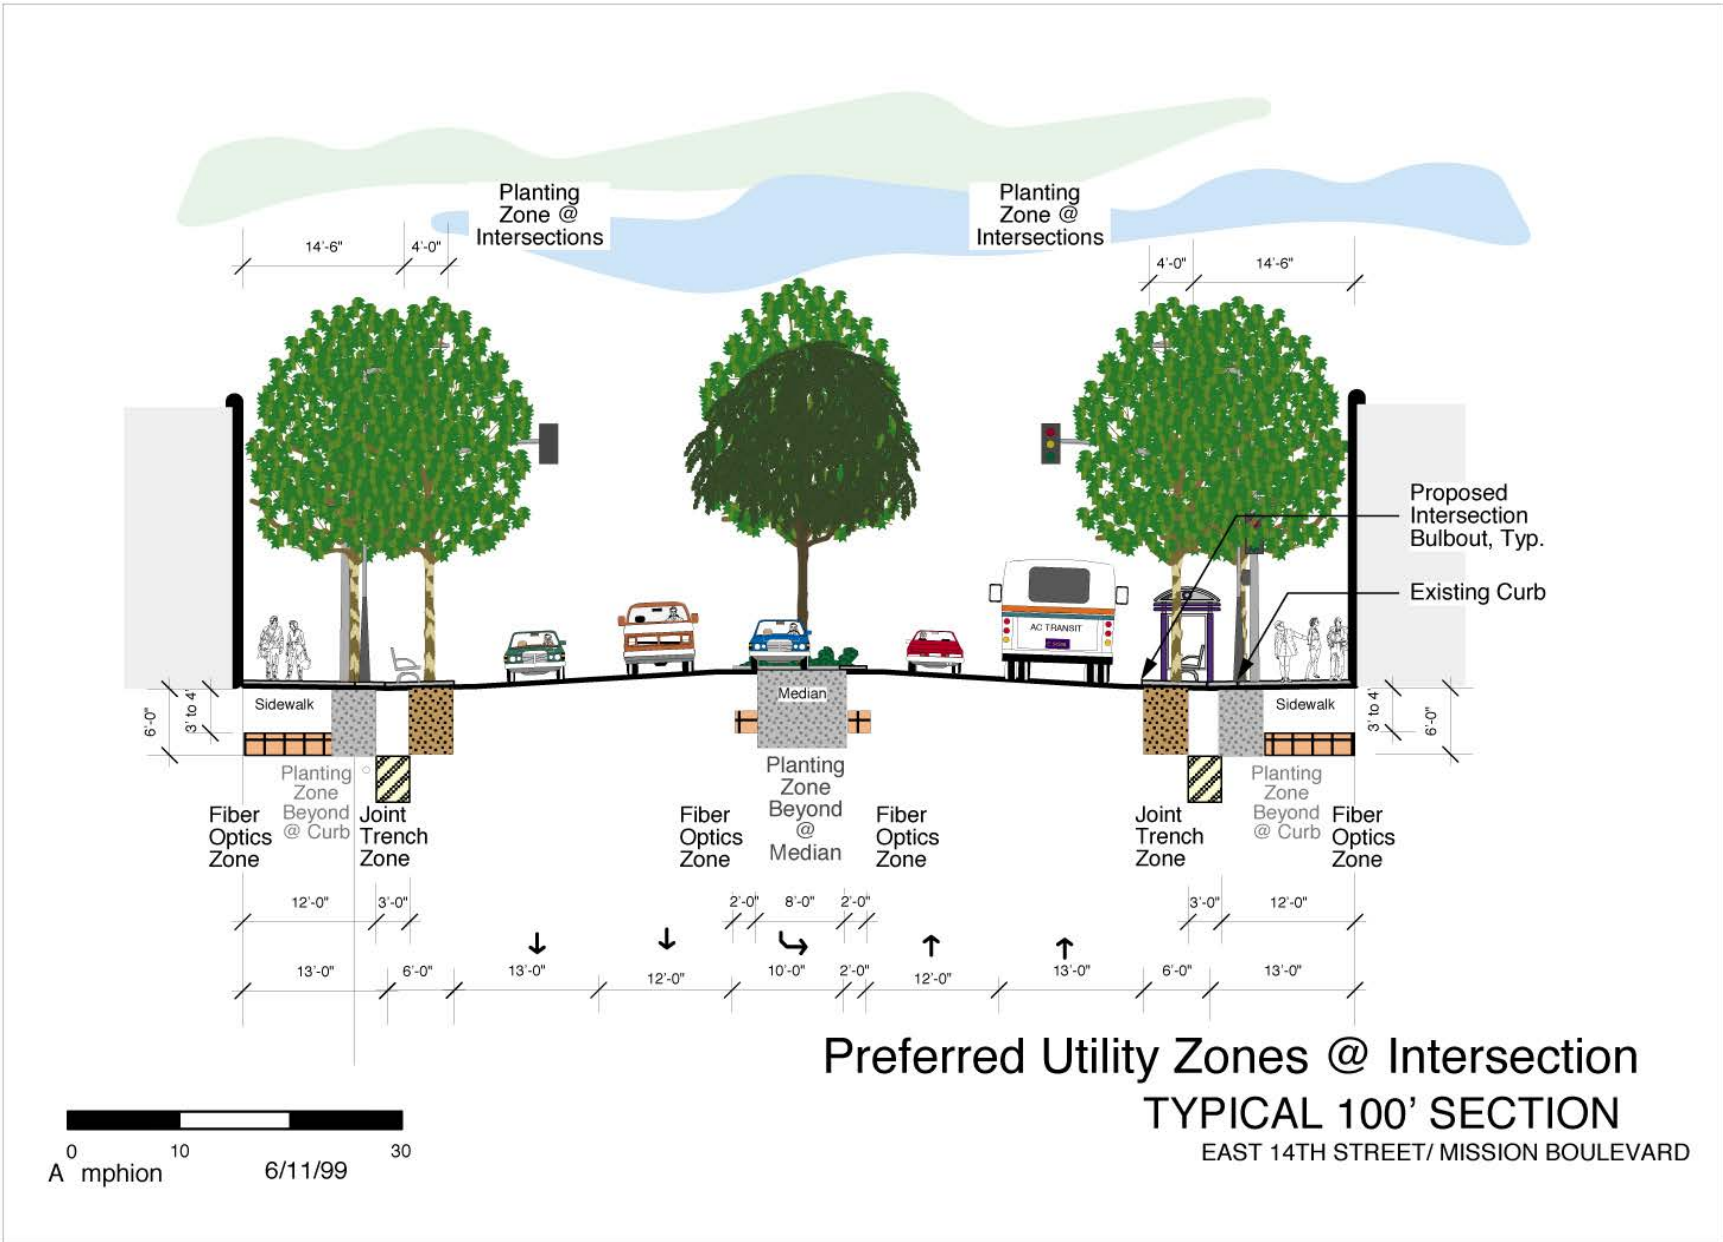 Planting
Zone @
Intersections
Planting
Zone @
Intersections
14'-6"
4'-0"
4'-0"
14'-6"
Proposed
Intersection
Bulbout, Typ.
Existing Curb
AC TRANSIT
Sidewalk
Median
Sidewalk
6'-0"
3' to 4'
3' to 4'
6'-0"
Planting
Zone
Beyond
@ Curb
Planting
Zone
Beyond
@
Median
Planting
Zone
Beyond
@ Curb
Fiber
Optics
Zone
Joint
Trench
Zone
Fiber
Optics
Zone
Fiber
Optics
Zone
Joint
Trench
Zone
Fiber
Optics
Zone
12'-0"
3'-0"
2'-0"
8'-0"
2'-0"
3'-0"
12'-0"
13'-0"
6'-0"
13'-0"
12'-0"
10'-0"
2'-0"
12'-0"
13'-0"
6'-0"
13'-0"
Preferred Utility Zones @ Intersection
TYPICAL 100' SECTION
EAST 14TH STREET/ MISSION BOULEVARD
0 10 30
A mphion 6/11/99